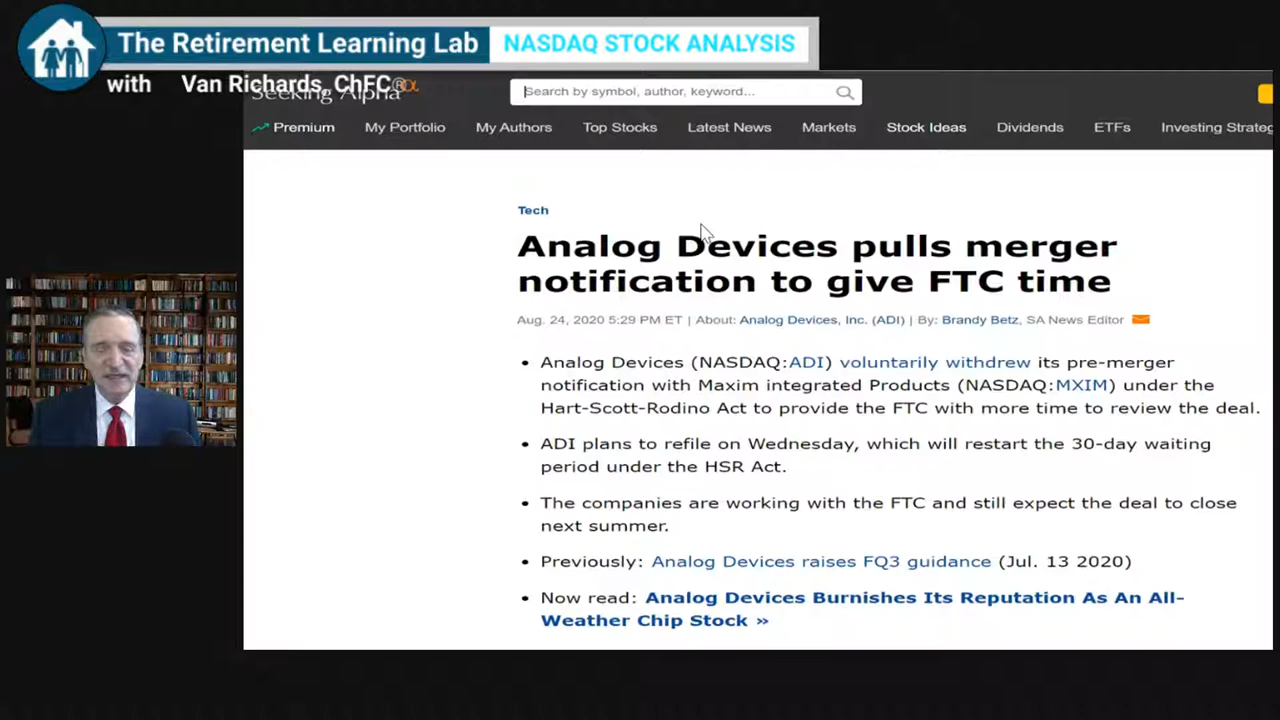 The Retirement Learning Lab NASDAQ STOCK ANALYSIS
with Van Richards, ChFC®
Seeking Alpha α
Search by symbol, author, keyword...
Premium My Portfolio My Authors Top Stocks Latest News Markets Stock Ideas Dividends ETFs Investing Strateg
Tech
Analog Devices pulls merger
notification to give FTC time
Aug. 24, 2020 5:29 PM ET | About: Analog Devices, Inc. (ADI) | By: Brandy Betz, SA News Editor
• Analog Devices (NASDAQ:ADI) voluntarily withdrew its pre-merger
notification with Maxim integrated Products (NASDAQ:MXIM) under the
Hart-Scott-Rodino Act to provide the FTC with more time to review the deal.
• ADI plans to refile on Wednesday, which will restart the 30-day waiting
period under the HSR Act.
• The companies are working with the FTC and still expect the deal to close
next summer.
• Previously: Analog Devices raises FQ3 guidance (Jul. 13 2020)
• Now read: Analog Devices Burnishes Its Reputation As An All-
Weather Chip Stock »